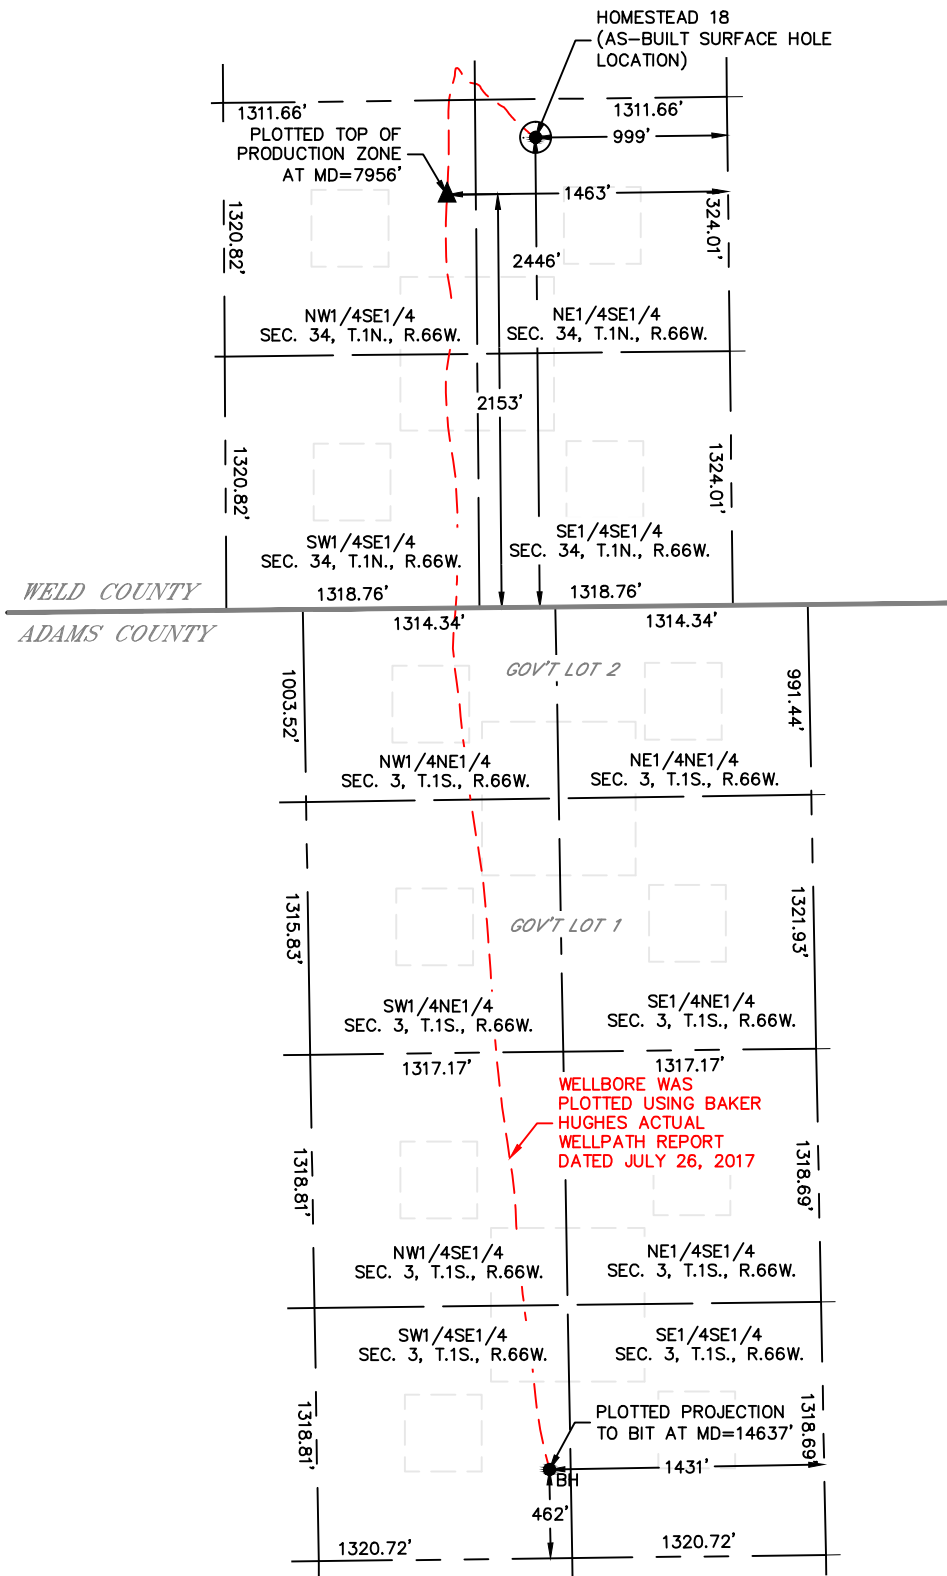 HOMESTEAD 18
(AS-BUILT SURFACE HOLE
LOCATION)
1311.66'
1311.66'
PLOTTED TOP OF
PRODUCTION ZONE
AT MD=7956'
999'
1463'
1320.82'
324.01'
2446'
NW1/4SE1/4
SEC. 34, T.1N., R.66W.
NE1/4SE1/4
SEC. 34, T.1N., R.66W.
2153'
1320.82'
1324.01'
SW1/4SE1/4
SEC. 34, T.1N., R.66W.
SE1/4SE1/4
SEC. 34, T.1N., R.66W.
1318.76'
1318.76'
WELD COUNTY
ADAMS COUNTY
1314.34'
1314.34'
GOV'T LOT 2
1003.52'
991.44'
NW1/4NE1/4
SEC. 3, T.1S., R.66W.
NE1/4NE1/4
SEC. 3, T.1S., R.66W.
1315.83'
1321.93'
GOV'T LOT 1
SW1/4NE1/4
SEC. 3, T.1S., R.66W.
SE1/4NE1/4
SEC. 3, T.1S., R.66W.
1317.17'
1317.17'
WELLBORE WAS
PLOTTED USING BAKER
HUGHES ACTUAL
WELLPATH REPORT
DATED JULY 26, 2017
1318.81'
1318.69'
NW1/4SE1/4
SEC. 3, T.1S., R.66W.
NE1/4SE1/4
SEC. 3, T.1S., R.66W.
SW1/4SE1/4
SEC. 3, T.1S., R.66W.
SE1/4SE1/4
SEC. 3, T.1S., R.66W.
1318.81'
1318.69'
PLOTTED PROJECTION
TO BIT AT MD=14637'
1431'
BH
462'
1320.72'
1320.72'